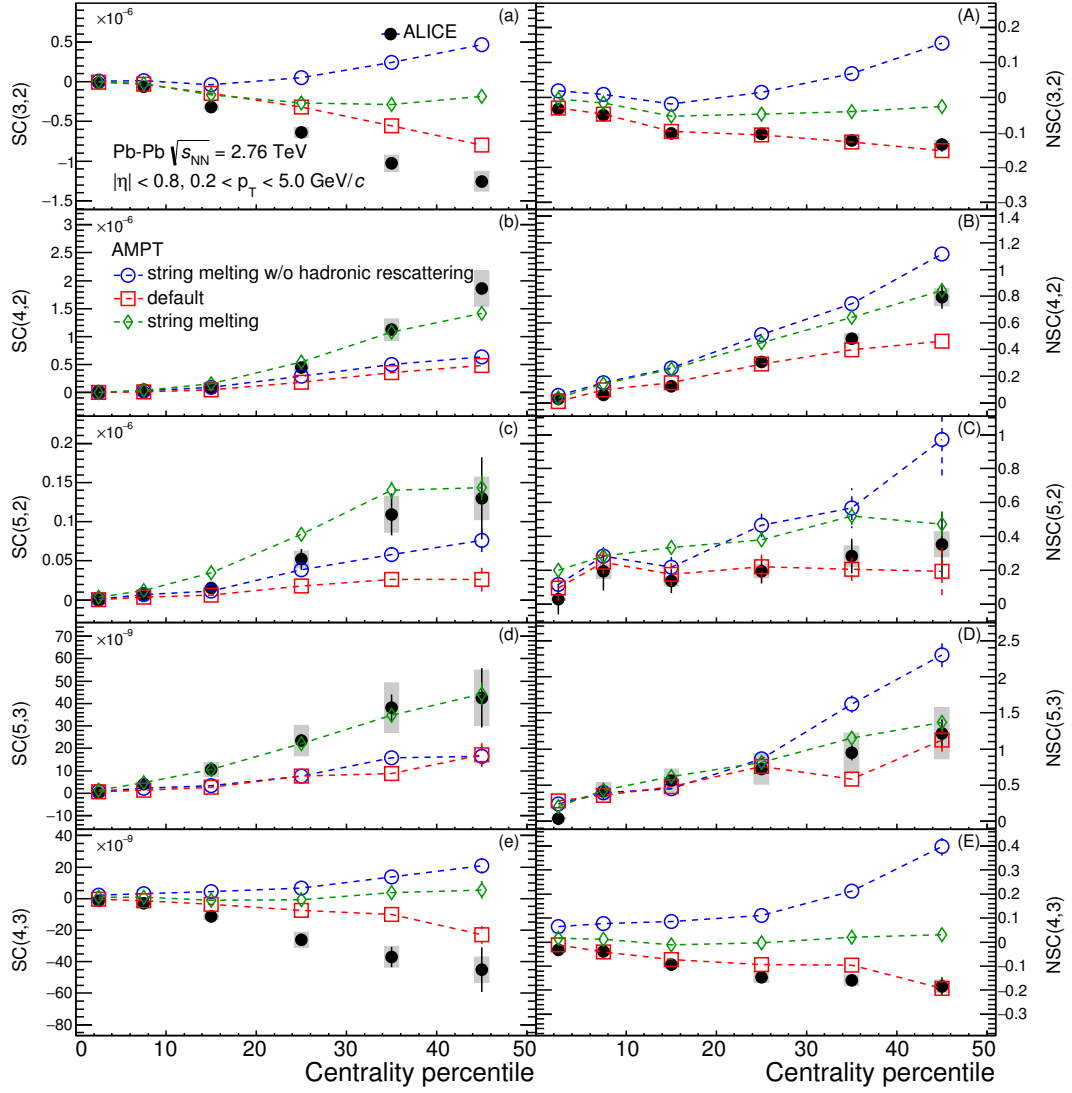 ×10⁻⁶
(a)
ALICE
0.5
0
−0.5
−1
−1.5
SC(3,2)
Pb-Pb √sNN = 2.76 TeV
|η| < 0.8, 0.2 < pT < 5.0 GeV/c
(A)
0.2
0.1
0
−0.1
−0.2
−0.3
NSC(3,2)
×10⁻⁶
(b)
3
2.5
2
1.5
1
0.5
0
SC(4,2)
AMPT
string melting w/o hadronic rescattering
default
string melting
(B)
1.4
1.2
1
0.8
0.6
0.4
0.2
0
NSC(4,2)
×10⁻⁶
(c)
0.2
0.15
0.1
0.05
0
SC(5,2)
(C)
1
0.8
0.6
0.4
0.2
0
NSC(5,2)
×10⁻⁹
(d)
70
60
50
40
30
20
10
0
−10
SC(5,3)
(D)
2.5
2
1.5
1
0.5
0
NSC(5,3)
×10⁻⁹
(e)
40
20
0
−20
−40
−60
−80
SC(4,3)
(E)
0.4
0.3
0.2
0.1
0
−0.1
−0.2
−0.3
NSC(4,3)
0 10 20 30 40 50
10 20 30 40 50
Centrality percentile
Centrality percentile